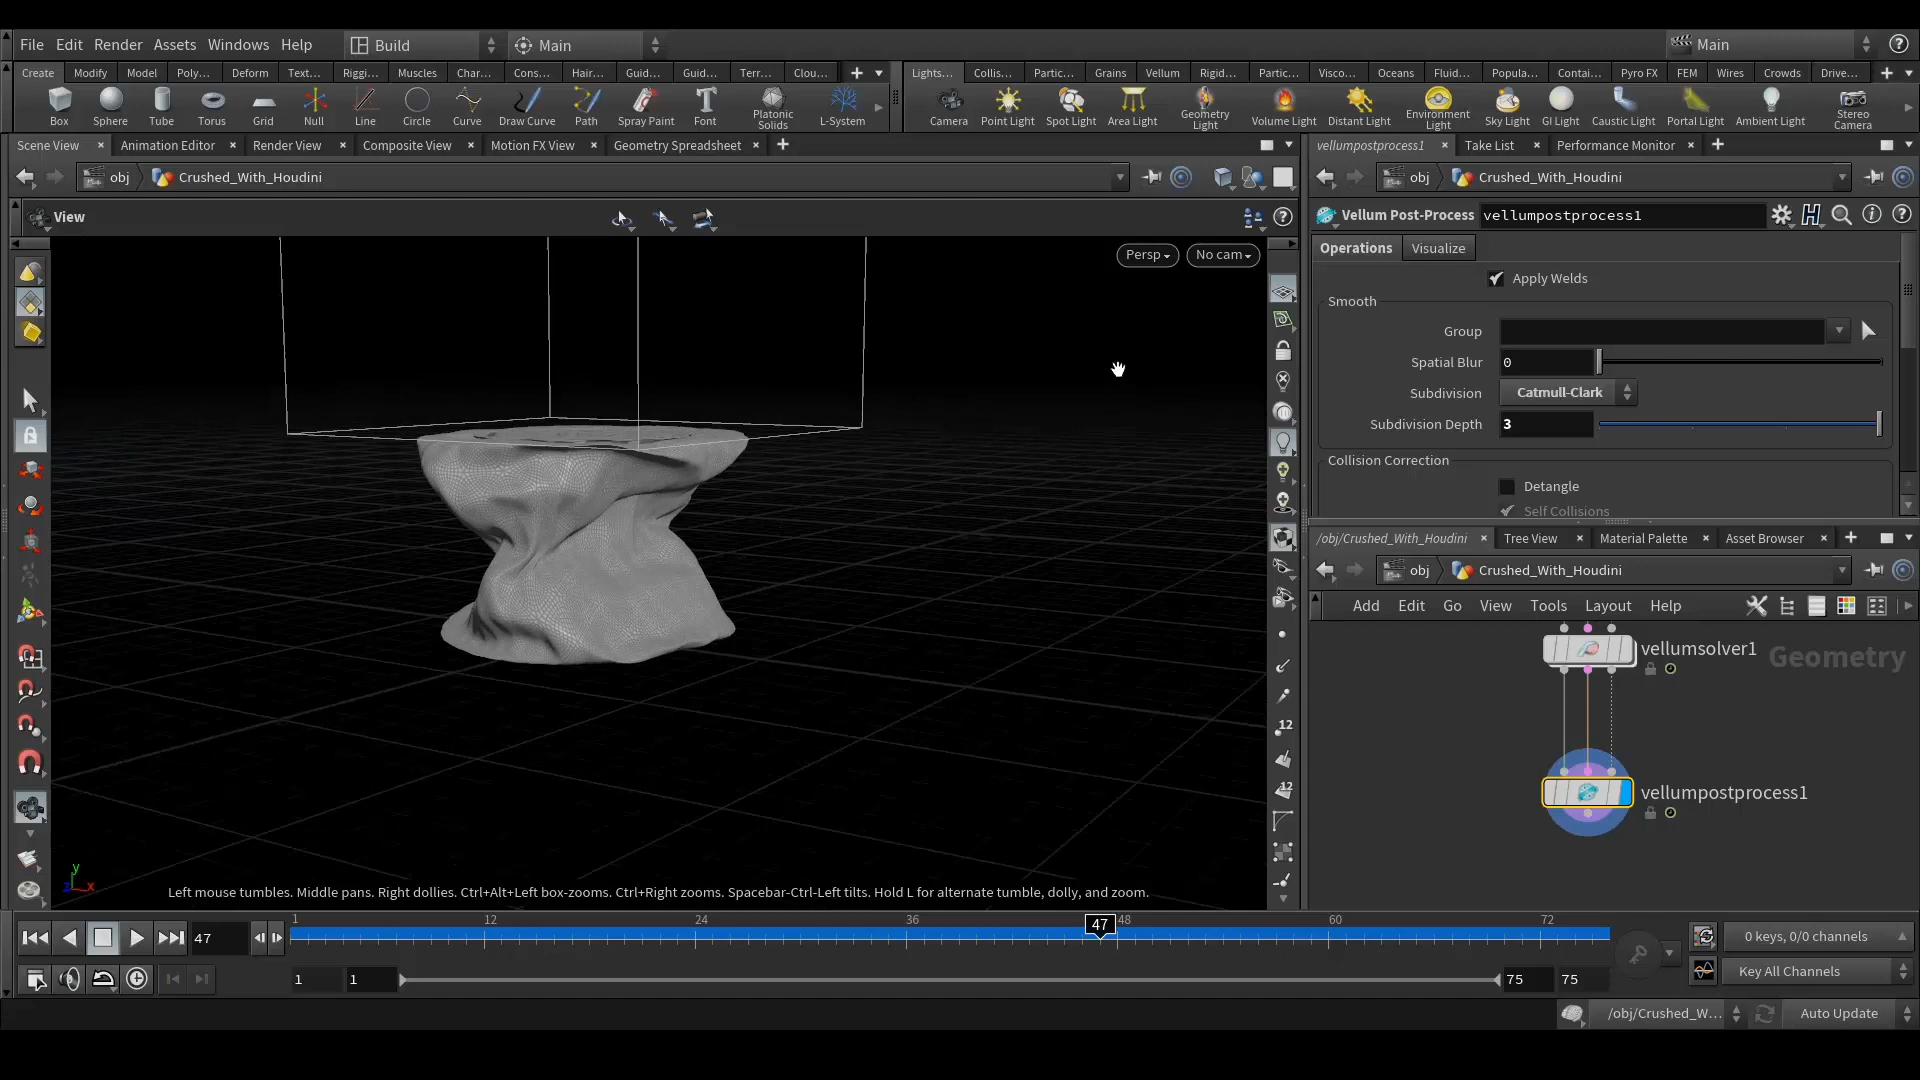 File Edit Render Assets Windows Help Build Main Main
Create Modify Model Poly... Deform Text... Riggi... Muscles Char... Cons... Hair... Guid... Guid... Terr... Clou... Lights... Collis... Partic... Grains Vellum Rigid... Partic... Visco... Oceans Fluid... Popula... Contai... Pyro FX FEM Wires Crowds Drive...
Box Sphere Tube Torus Grid Null Line Circle Curve Draw Curve Path Spray Paint Font Platonic Solids L-System Camera Point Light Spot Light Area Light Geometry Light Volume Light Distant Light Environment Light Sky Light GI Light Caustic Light Portal Light Ambient Light Stereo Camera
Scene View Animation Editor Render View Composite View Motion FX View Geometry Spreadsheet
obj Crushed_With_Houdini
View
Persp No cam
Left mouse tumbles. Middle pans. Right dollies. Ctrl+Alt+Left box-zooms. Ctrl+Right zooms. Spacebar-Ctrl-Left tilts. Hold L for alternate tumble, dolly, and zoom.
y
z x
12
12
vellumpostprocess1 Take List Performance Monitor
obj Crushed_With_Houdini
Vellum Post-Process vellumpostprocess1
Operations Visualize
Apply Welds
Smooth
Group
Spatial Blur 0
Subdivision Catmull-Clark
Subdivision Depth 3
Collision Correction
Detangle
Self Collisions
/obj/Crushed_With_Houdini Tree View Material Palette Asset Browser
obj Crushed_With_Houdini
Add Edit Go View Tools Layout Help
vellumsolver1 Geometry
vellumpostprocess1
1 12 24 36 48 60 72
47
47 0 keys, 0/0 channels
1 1 75 75 Key All Channels
/obj/Crushed_W... Auto Update